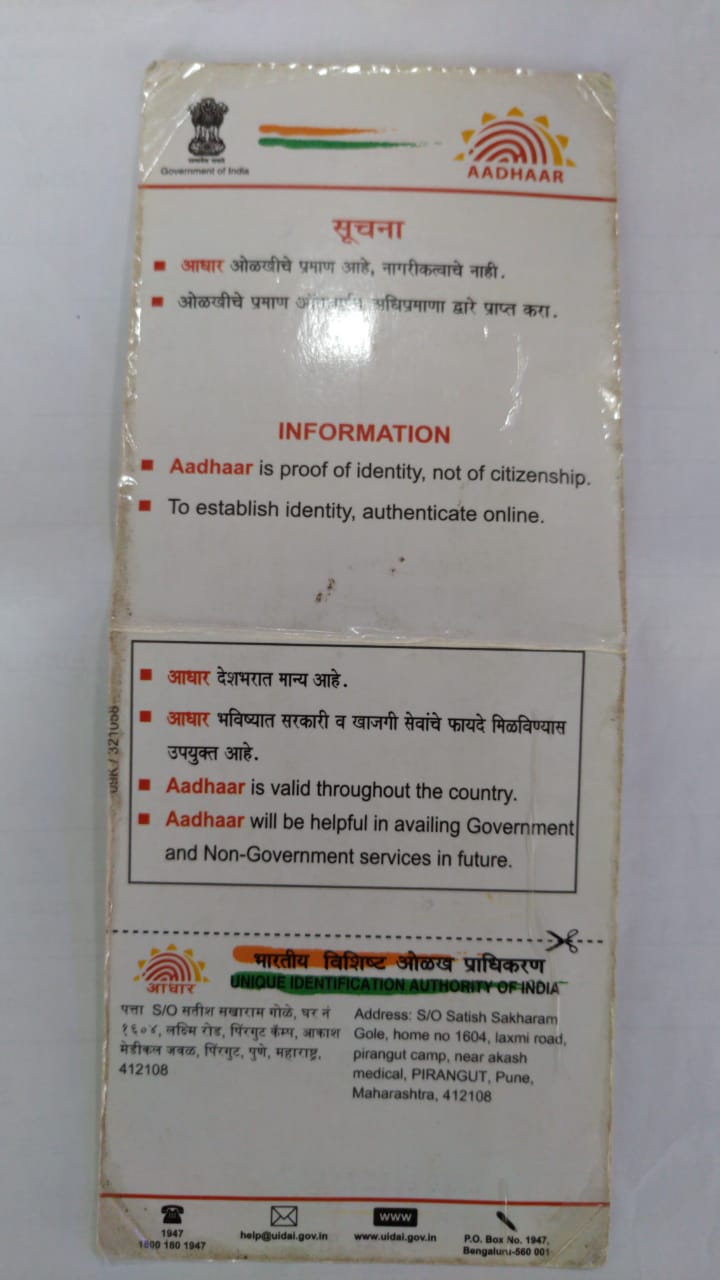 Government of India
AADHAAR
सूचना
आधार ओळखीचे प्रमाण आहे, नागरीकत्वाचे नाही.
ओळखीचे प्रमाण अधिप्रमाणा द्वारे प्राप्त करा.
INFORMATION
Aadhaar is proof of identity, not of citizenship.
To establish identity, authenticate online.
आधार देशभरात मान्य आहे.
आधार भविष्यात सरकारी व खाजगी सेवांचे फायदे मिळविण्यास
उपयुक्त आहे.
Aadhaar is valid throughout the country.
Aadhaar will be helpful in availing Government
and Non-Government services in future.
आधार
भारतीय विशिष्ट ओळख प्राधिकरण
UNIQUE IDENTIFICATION AUTHORITY OF INDIA
पत्ता S/O सतीश सखाराम गोळे, घर नं
१६०४, लक्ष्मि रोड, पिंरगुट कॅम्प, आकाश
मेडीकल जवळ, पिंरगुट, पुणे, महाराष्ट्र,
412108
Address: S/O Satish Sakharam
Gole, home no 1604, laxmi road,
pirangut camp, near akash
medical, PIRANGUT, Pune,
Maharashtra, 412108
1947
1800 180 1947
help@uidai.gov.in
www
www.uidai.gov.in
P.O. Box No. 1947,
Bengaluru-560 001